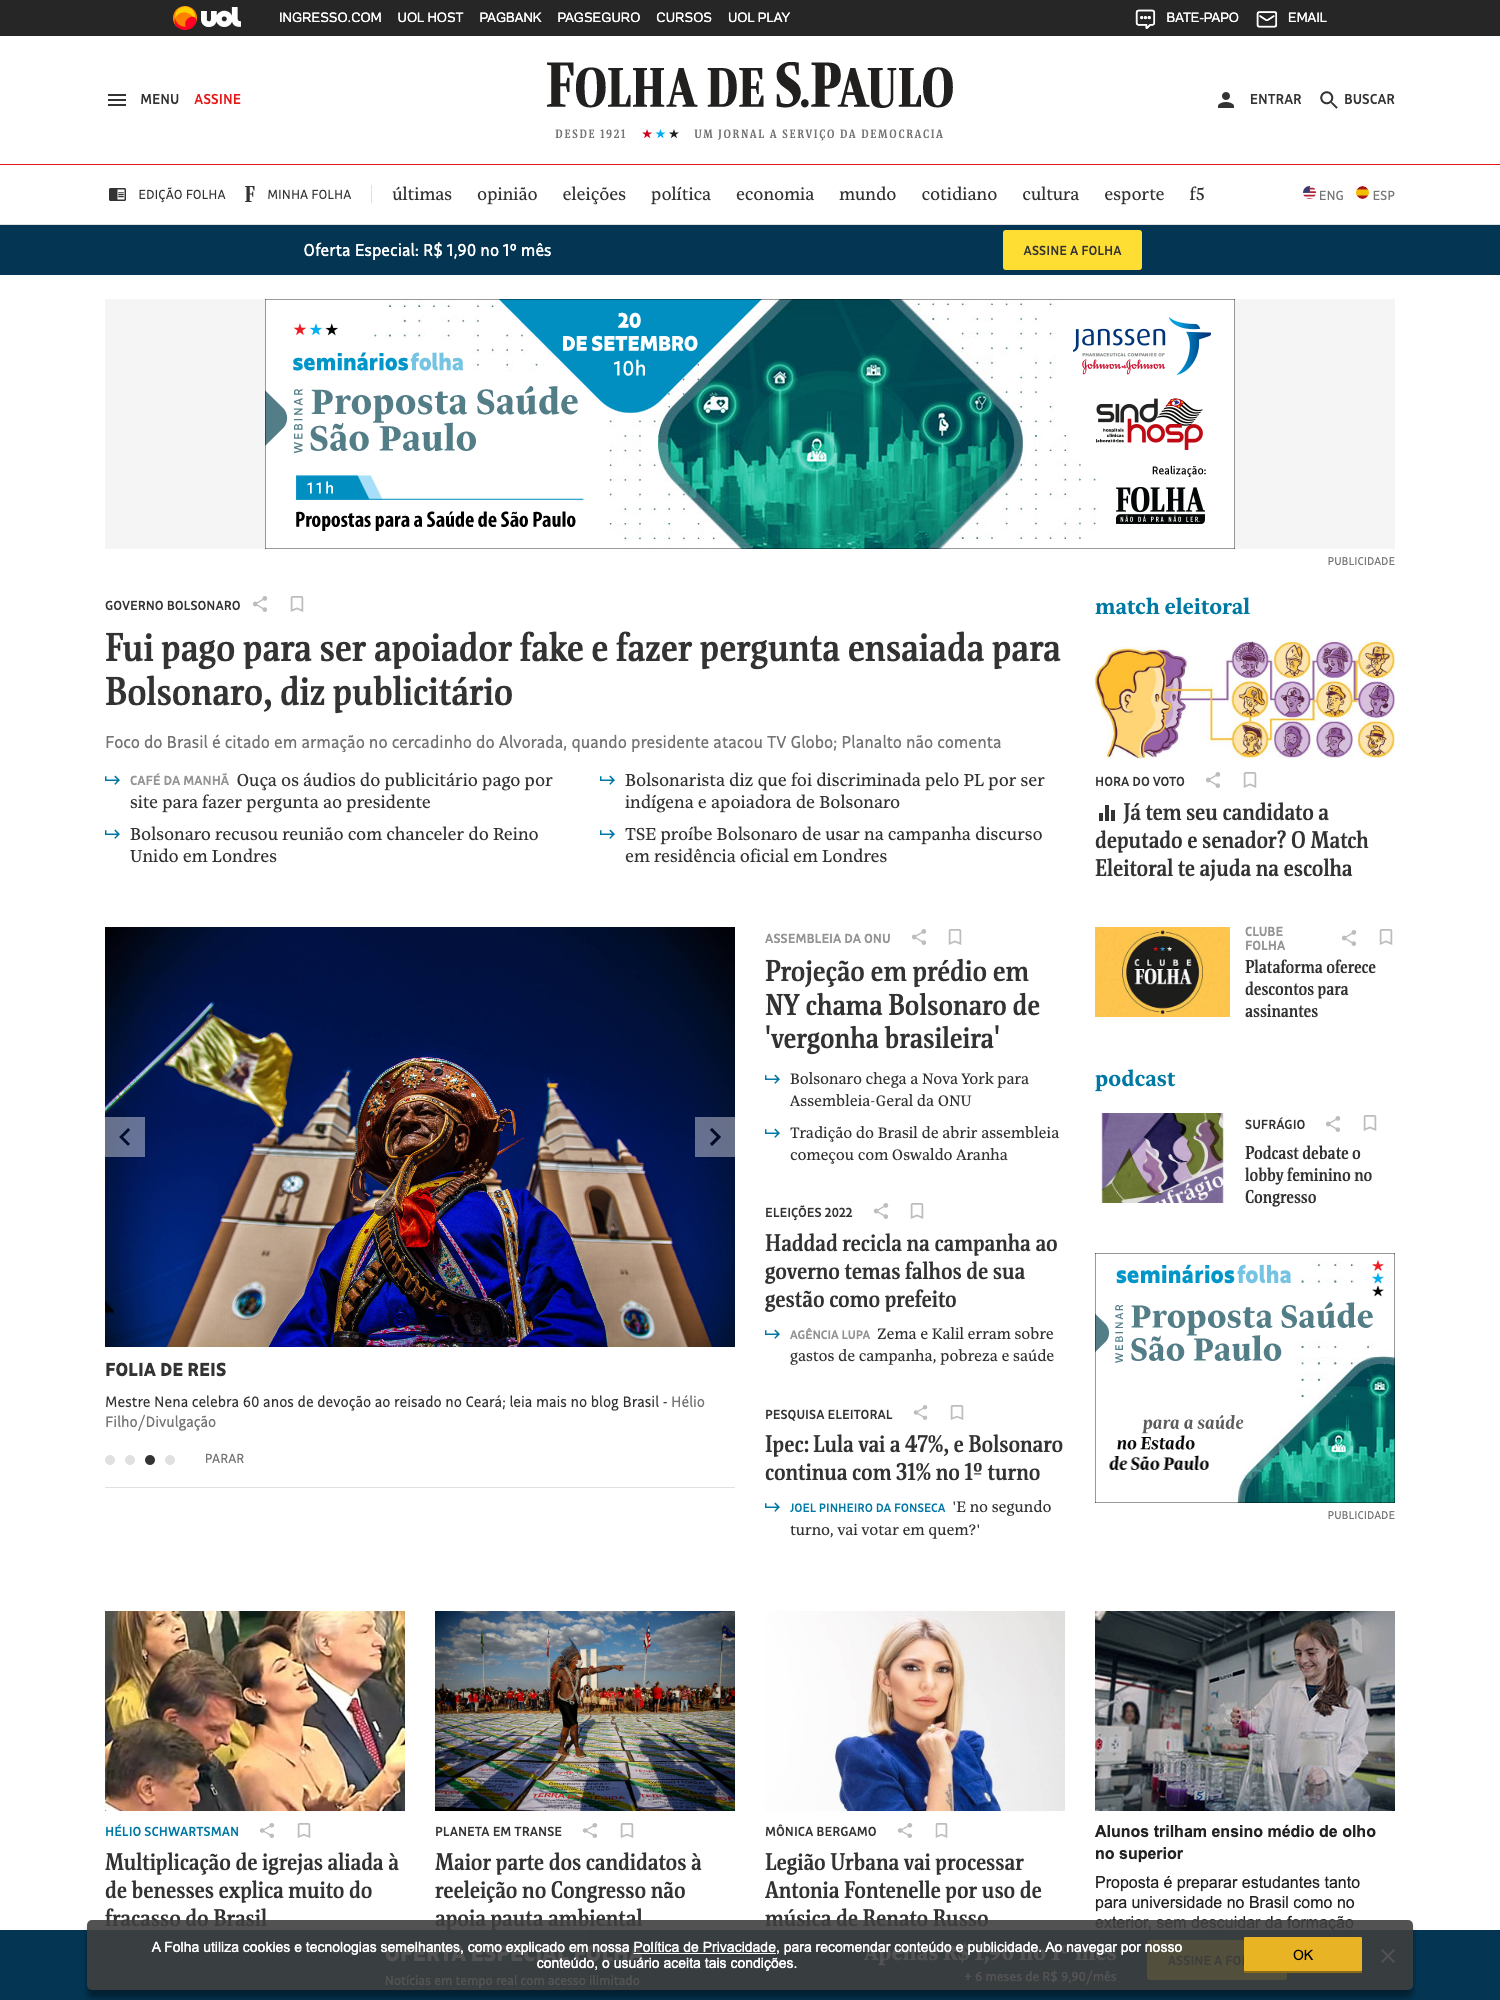 uol
INGRESSO.COM UOL HOST PAGBANK PAGSEGURO CURSOS UOL PLAY
BATE-PAPO EMAIL
MENU ASSINE
FOLHA DE S.PAULO
DESDE 1921 ★★★ UM JORNAL A SERVIÇO DA DEMOCRACIA
ENTRAR BUSCAR
EDIÇÃO FOLHA F MINHA FOLHA
últimas opinião eleições política economia mundo cotidiano cultura esporte f5
ENG ESP
Oferta Especial: R$ 1,90 no 1º mês
ASSINE A FOLHA
seminários folha
WEBINAR
Proposta Saúde
São Paulo
11h
Propostas para a Saúde de São Paulo
20
DE SETEMBRO
10h
janssen
PHARMACEUTICAL COMPANIES OF
Johnson & Johnson
sindhosp
hospitais
clínicas
laboratórios
Realização:
FOLHA
NÃO DÁ PRA NÃO LER.
PUBLICIDADE
GOVERNO BOLSONARO
Fui pago para ser apoiador fake e fazer pergunta ensaiada para
Bolsonaro, diz publicitário
Foco do Brasil é citado em armação no cercadinho do Alvorada, quando presidente atacou TV Globo; Planalto não comenta
CAFÉ DA MANHÃ Ouça os áudios do publicitário pago por
site para fazer pergunta ao presidente
Bolsonaro recusou reunião com chanceler do Reino
Unido em Londres
Bolsonarista diz que foi discriminada pelo PL por ser
indígena e apoiadora de Bolsonaro
TSE proíbe Bolsonaro de usar na campanha discurso
em residência oficial em Londres
match eleitoral
HORA DO VOTO
Já tem seu candidato a
deputado e senador? O Match
Eleitoral te ajuda na escolha
FOLIA DE REIS
Mestre Nena celebra 60 anos de devoção ao reisado no Ceará; leia mais no blog Brasil - Hélio
Filho/Divulgação
PARAR
ASSEMBLEIA DA ONU
Projeção em prédio em
NY chama Bolsonaro de
'vergonha brasileira'
Bolsonaro chega a Nova York para
Assembleia-Geral da ONU
Tradição do Brasil de abrir assembleia
começou com Oswaldo Aranha
ELEIÇÕES 2022
Haddad recicla na campanha ao
governo temas falhos de sua
gestão como prefeito
AGÊNCIA LUPA Zema e Kalil erram sobre
gastos de campanha, pobreza e saúde
PESQUISA ELEITORAL
Ipec: Lula vai a 47%, e Bolsonaro
continua com 31% no 1º turno
JOEL PINHEIRO DA FONSECA 'E no segundo
turno, vai votar em quem?'
CLUBE
FOLHA
CLUBE
FOLHA
Plataforma oferece
descontos para
assinantes
podcast
sufrágio
SUFRÁGIO
Podcast debate o
lobby feminino no
Congresso
seminários folha
WEBINAR
Proposta Saúde
São Paulo
para a saúde
no Estado
de São Paulo
PUBLICIDADE
HÉLIO SCHWARTSMAN
Multiplicação de igrejas aliada à
de benesses explica muito do
fracasso do Brasil
PLANETA EM TRANSE
Maior parte dos candidatos à
reeleição no Congresso não
apoia pauta ambiental
MÔNICA BERGAMO
Legião Urbana vai processar
Antonia Fontenelle por uso de
música de Renato Russo
Alunos trilham ensino médio de olho
no superior
Proposta é preparar estudantes tanto
para universidade no Brasil como no
exterior, sem descuidar da formação
A Folha utiliza cookies e tecnologias semelhantes, como explicado em nossa Política de Privacidade, para recomendar conteúdo e publicidade. Ao navegar por nosso
conteúdo, o usuário aceita tais condições.
OK
Notícias em tempo real com acesso ilimitado
Apenas R$ 1,90 no 1º mês
+ 6 meses de R$ 9,90/mês
ASSINE A FO